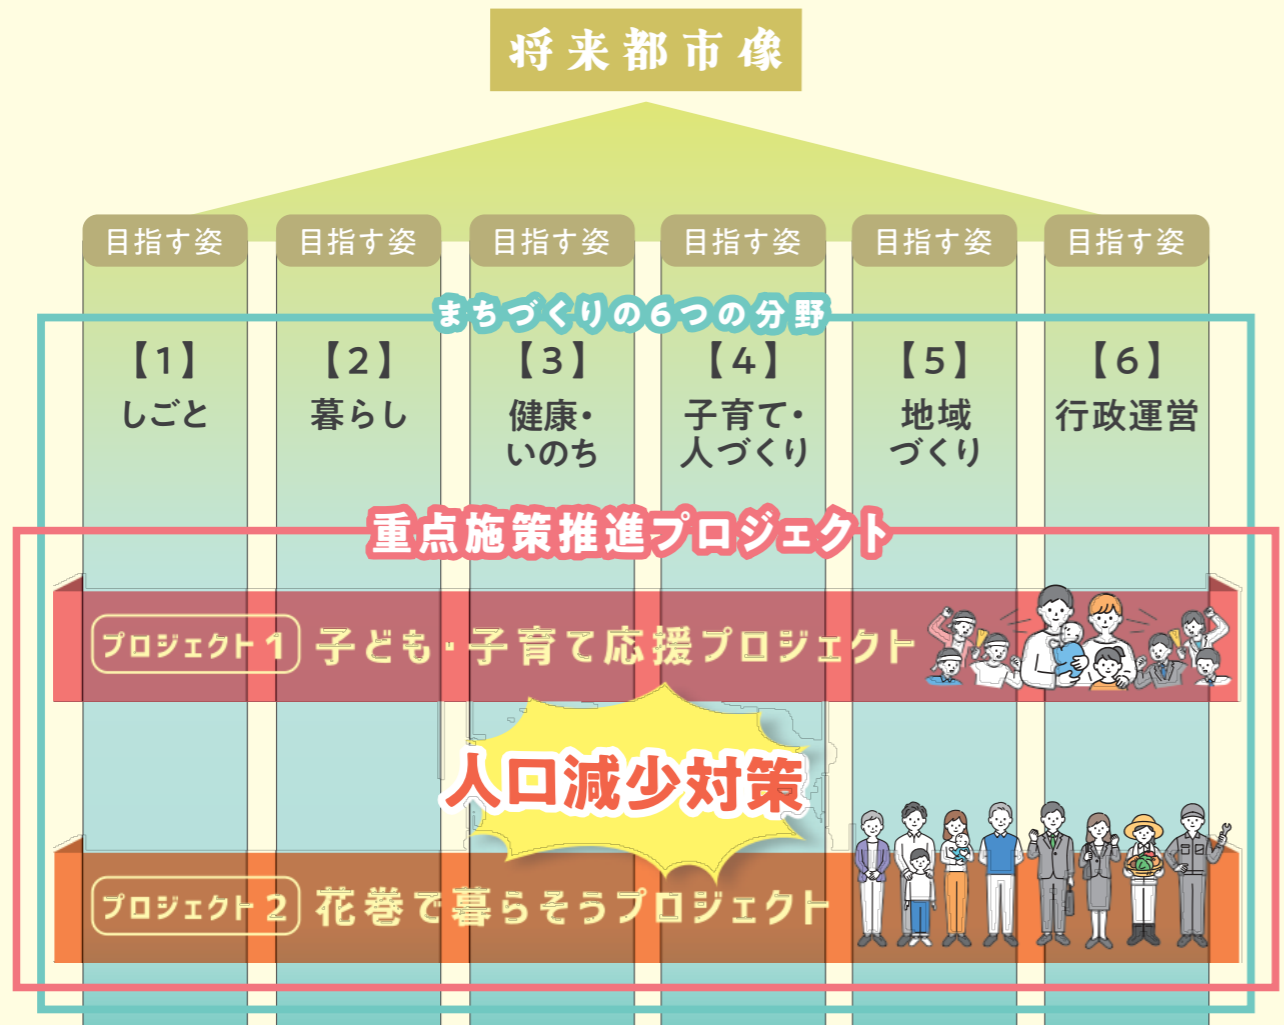 将来都市像
目指す姿
目指す姿
目指す姿
目指す姿
目指す姿
目指す姿
まちづくりの6つの分野
【1】
しごと
【2】
暮らし
【3】
健康・
いのち
【4】
子育て・
人づくり
【5】
地域
づくり
【6】
行政運営
重点施策推進プロジェクト
プロジェクト1 子ども・子育て応援プロジェクト
人口減少対策
プロジェクト2 花巻で暮らそうプロジェクト